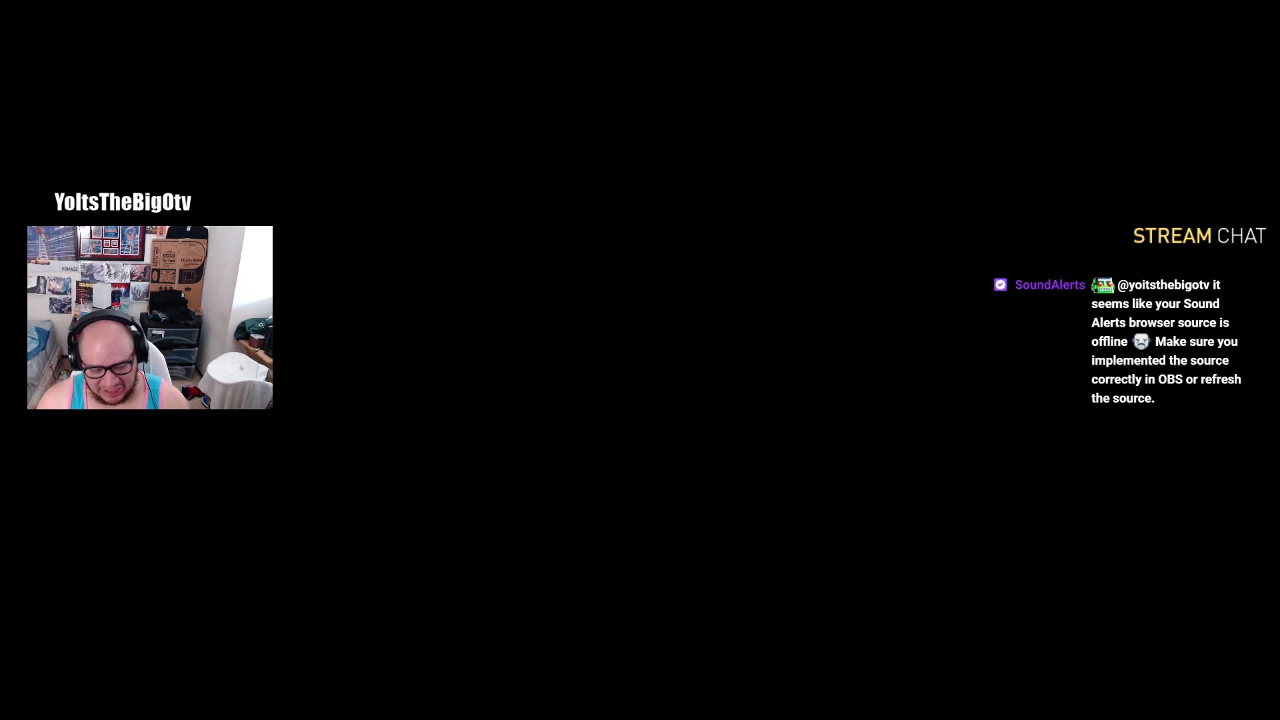 YoItsTheBigOtv
STREAM CHAT
SoundAlerts @yoitsthebigotv it
seems like your Sound
Alerts browser source is
offline Make sure you
implemented the source
correctly in OBS or refresh
the source.